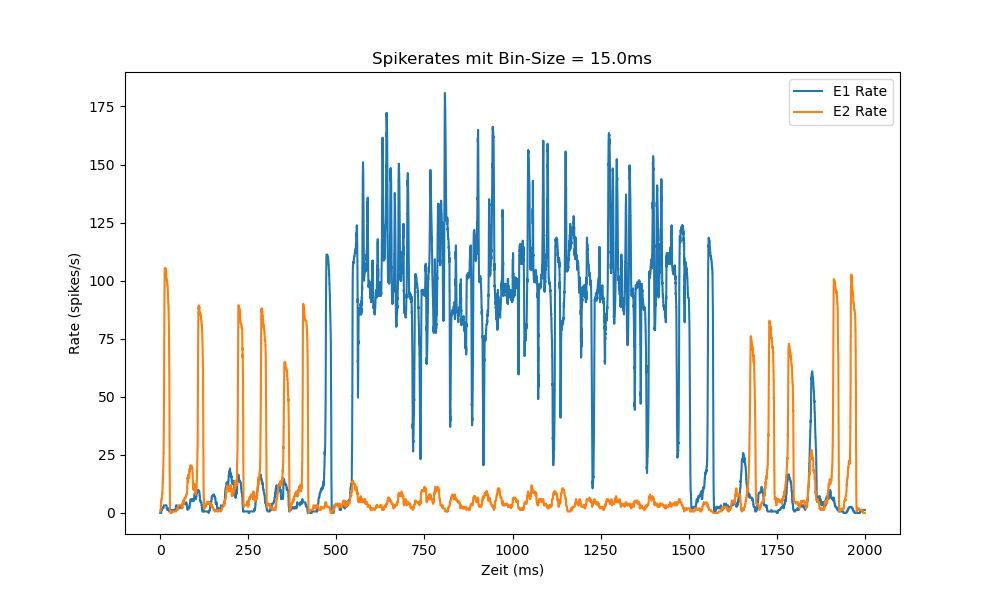 Spikerates mit Bin-Size = 15.0ms
E1 Rate
E2 Rate
175
150
125
100
75
50
25
0
Rate (spikes/s)
0 250 500 750 1000 1250 1500 1750 2000
Zeit (ms)